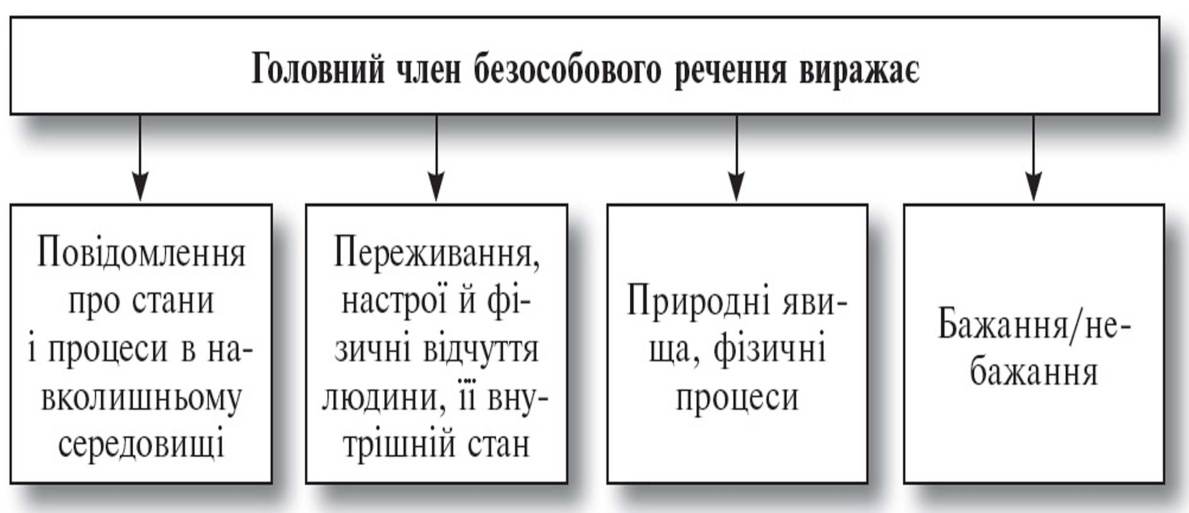 Головний член безособового речення виражає
Повідомлення
про стани
і процеси в на-
вколишньому
середовищі
Переживання,
настрої й фі-
зичні відчуття
людини, її вну-
трішній стан
Природні яви-
ща, фізичні
процеси
Бажання/не-
бажання